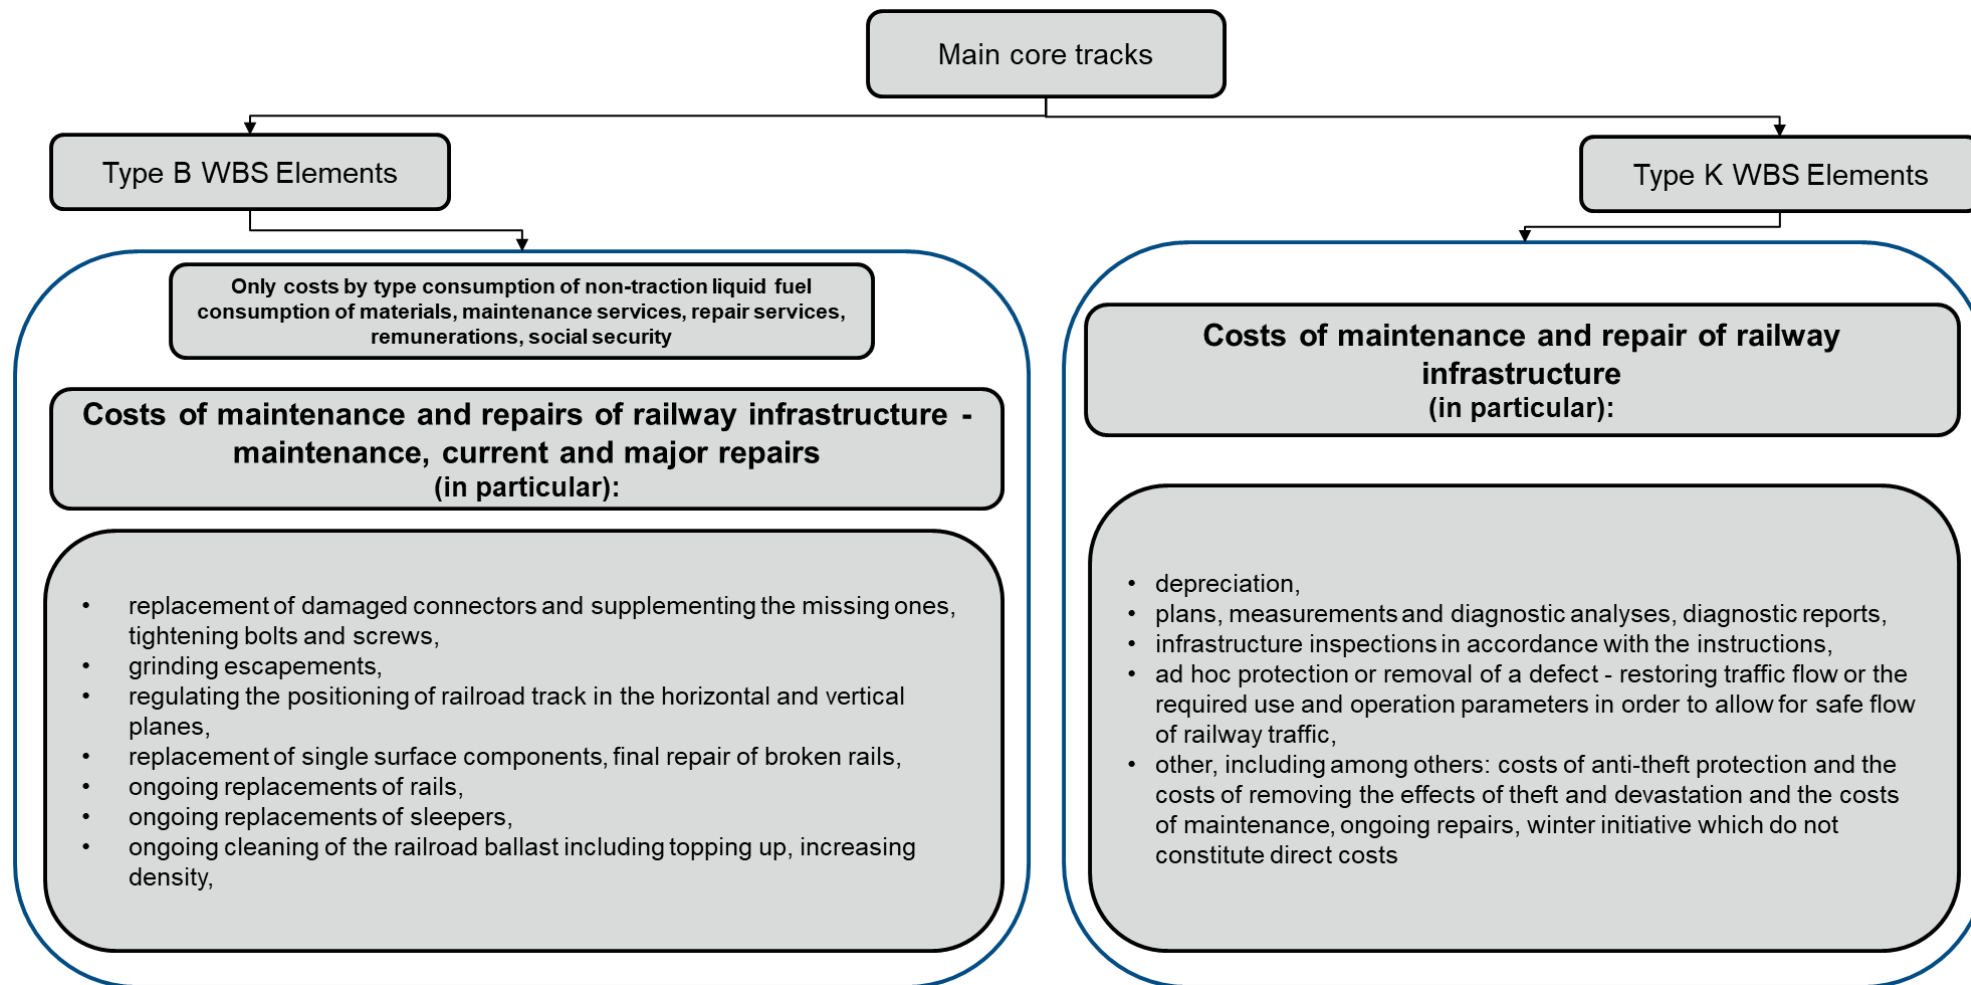 Main core tracks
Type B WBS Elements
Type K WBS Elements
Only costs by type consumption of non-traction liquid fuel
consumption of materials, maintenance services, repair services,
remunerations, social security
Costs of maintenance and repairs of railway infrastructure -
maintenance, current and major repairs
(in particular):
• replacement of damaged connectors and supplementing the missing ones,
tightening bolts and screws,
• grinding escapements,
• regulating the positioning of railroad track in the horizontal and vertical
planes,
• replacement of single surface components, final repair of broken rails,
• ongoing replacements of rails,
• ongoing replacements of sleepers,
• ongoing cleaning of the railroad ballast including topping up, increasing
density,
Costs of maintenance and repair of railway
infrastructure
(in particular):
• depreciation,
• plans, measurements and diagnostic analyses, diagnostic reports,
• infrastructure inspections in accordance with the instructions,
• ad hoc protection or removal of a defect - restoring traffic flow or the
required use and operation parameters in order to allow for safe flow
of railway traffic,
• other, including among others: costs of anti-theft protection and the
costs of removing the effects of theft and devastation and the costs
of maintenance, ongoing repairs, winter initiative which do not
constitute direct costs